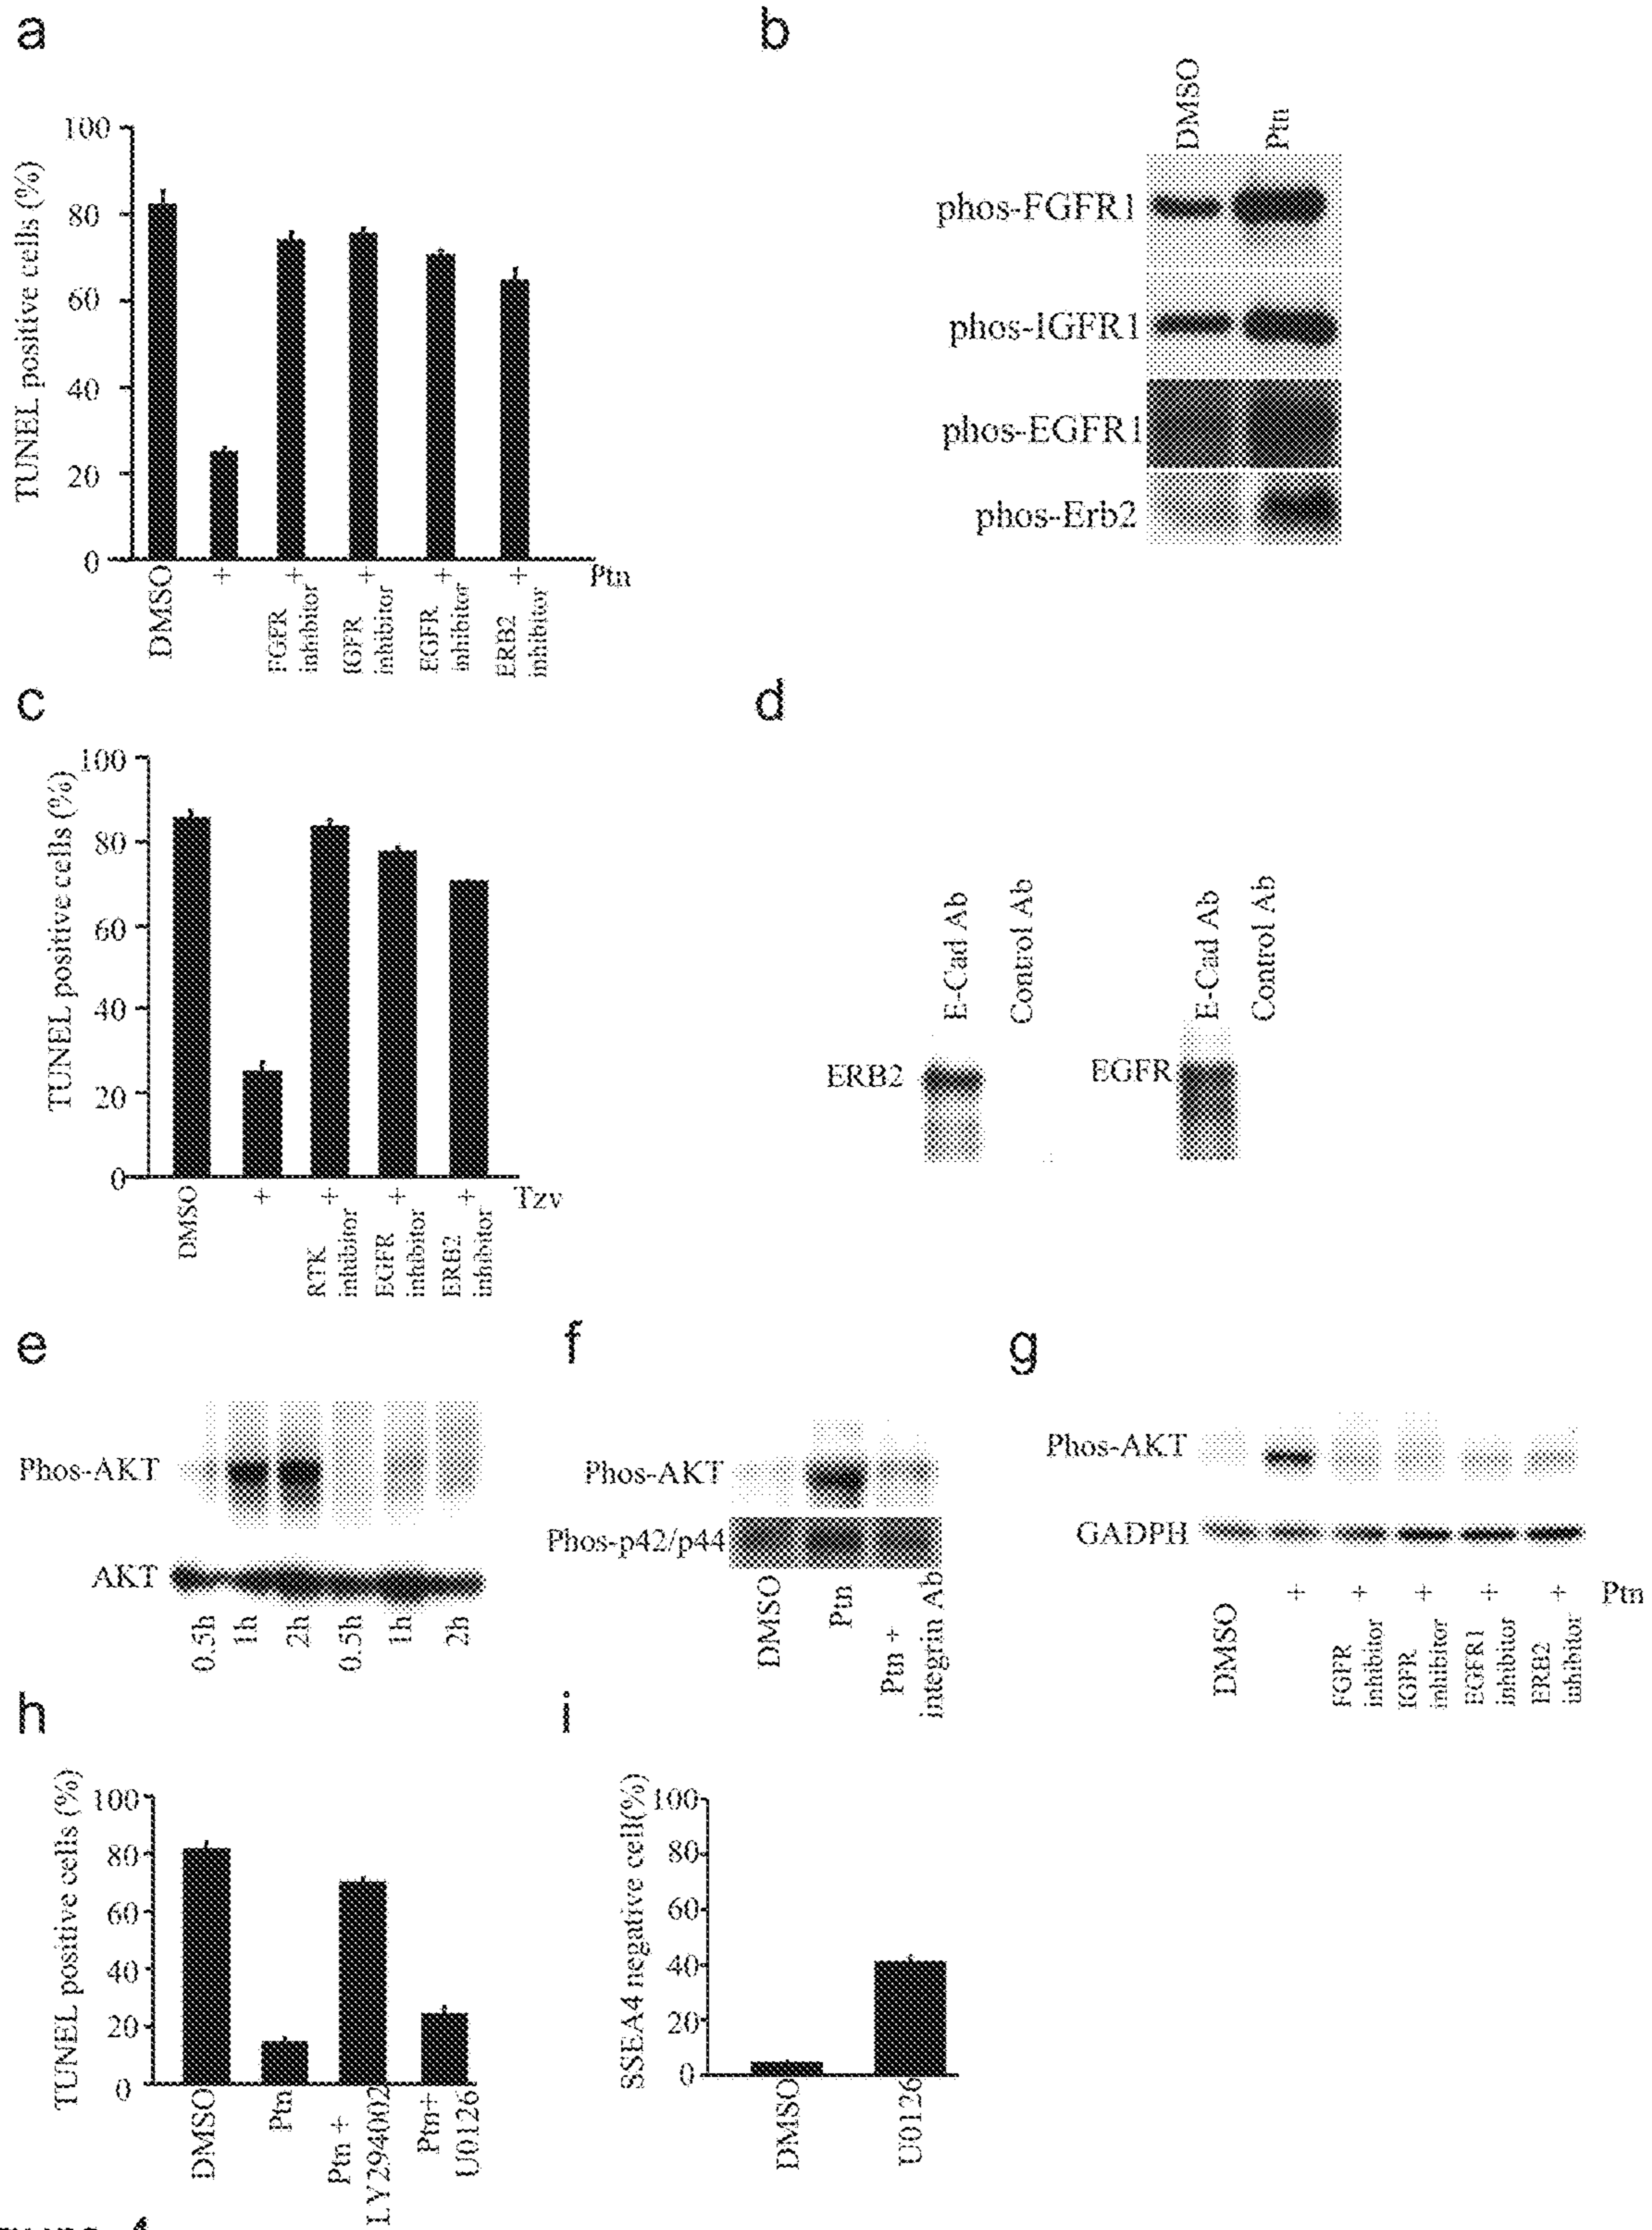 a
b
100
80
60
40
20
0
TUNEL positive cells (%)
DMSO
+
+
+
+
+
Ptn
FGFR
inhibitor
IGFR
inhibitor
EGFR
inhibitor
ERB2
inhibitor
DMSO
Ptn
phos-FGFR1
phos-IGFR1
phos-EGFR1
phos-Erb2
c
d
100
80
60
40
20
0
TUNEL positive cells (%)
DMSO
+
+
+
+
Tzv
RTK
inhibitor
EGFR
inhibitor
ERB2
inhibitor
E-Cad Ab
Control Ab
E-Cad Ab
Control Ab
ERB2
EGFR
e
f
g
Phos-AKT
AKT
0.5h
1h
2h
0.5h
1h
2h
Phos-AKT
Phos-p42/p44
DMSO
Ptn
Ptn +
integrin Ab
Phos-AKT
GADPH
+
+
+
+
+
Ptn
DMSO
FGFR
inhibitor
IGFR
inhibitor
EGFR1
inhibitor
ERB2
inhibitor
h
i
100
80
60
40
20
0
TUNEL positive cells (%)
DMSO
Ptn
Ptn +
LY294002
Ptn+
U0126
100
80
60
40
20
0
SSEA4 negative cell(%)
DMSO
U0126